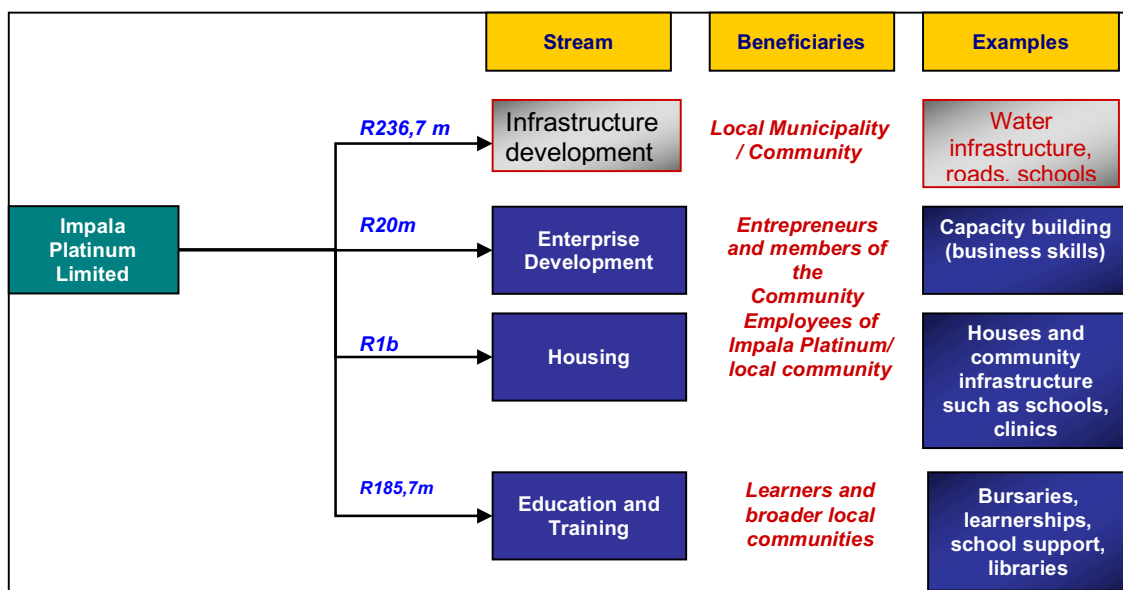 Stream
Beneficiaries
Examples
R236,7 m
Infrastructure
development
Local Municipality
/ Community
Water
infrastructure,
roads, schools
Impala
Platinum
Limited
R20m
Enterprise
Development
Entrepreneurs
and members of
the
Community
Capacity building
(business skills)
R1b
Housing
Employees of
Impala Platinum/
local community
Houses and
community
infrastructure
such as schools,
clinics
R185,7m
Education and
Training
Learners and
broader local
communities
Bursaries,
learnerships,
school support,
libraries